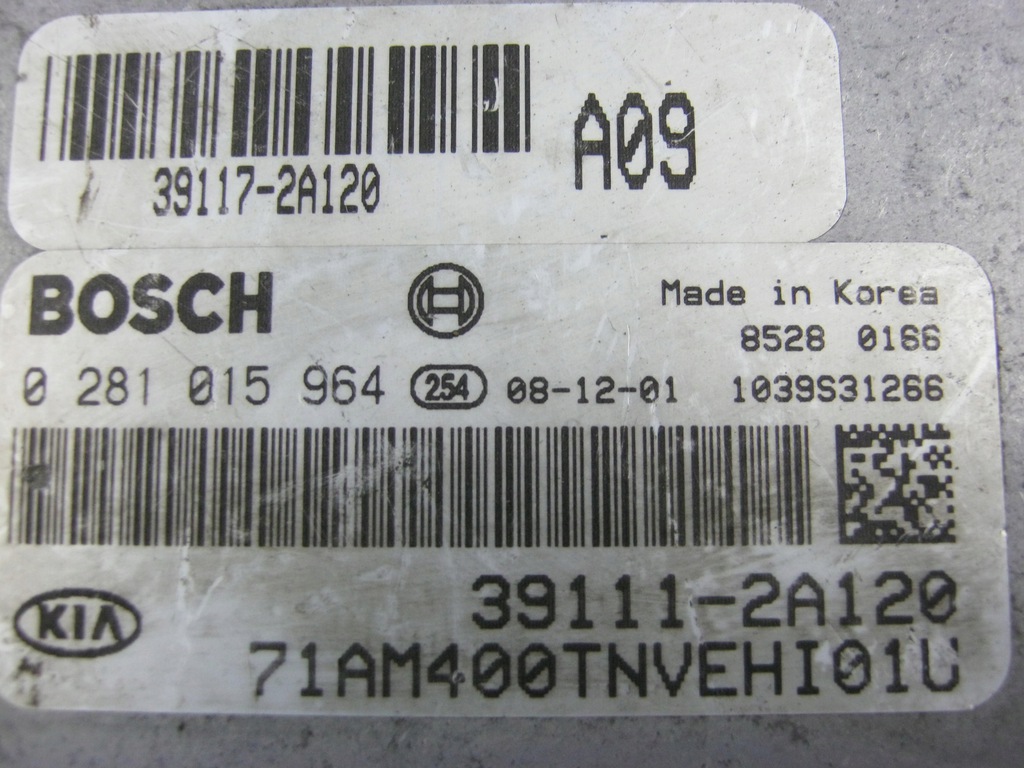 A09
39117-2A120
BOSCH
Made in Korea
8528 0166
0 281 015 964 254 08-12-01 1039S31266
KIA
39111-2A120
71AM400TNVEHI01U